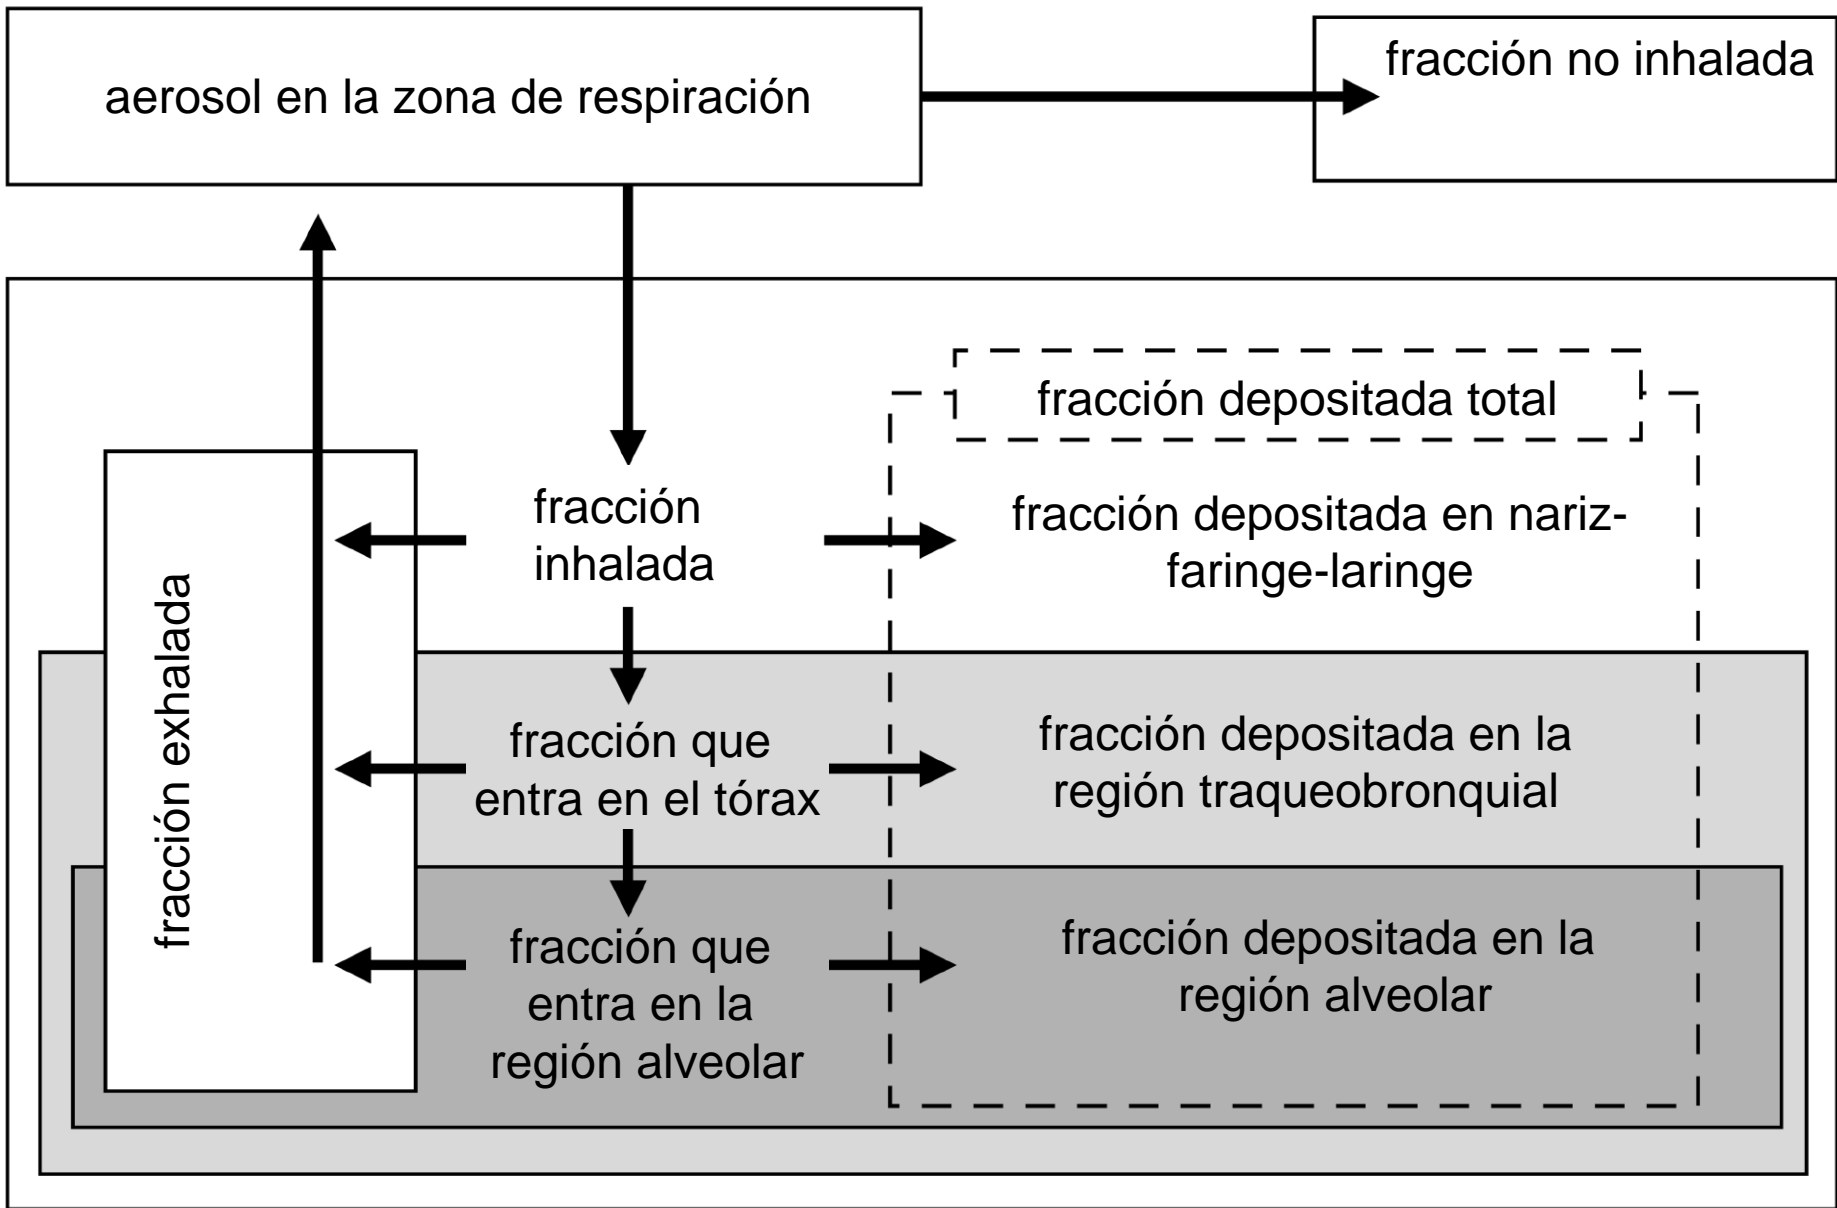 aerosol en la zona de respiración
fracción no inhalada
fracción depositada total
fracción
inhalada
fracción depositada en nariz-
faringe-laringe
fracción exhalada
fracción que
entra en el tórax
fracción depositada en la
región traqueobronquial
fracción que
entra en la
región alveolar
fracción depositada en la
región alveolar